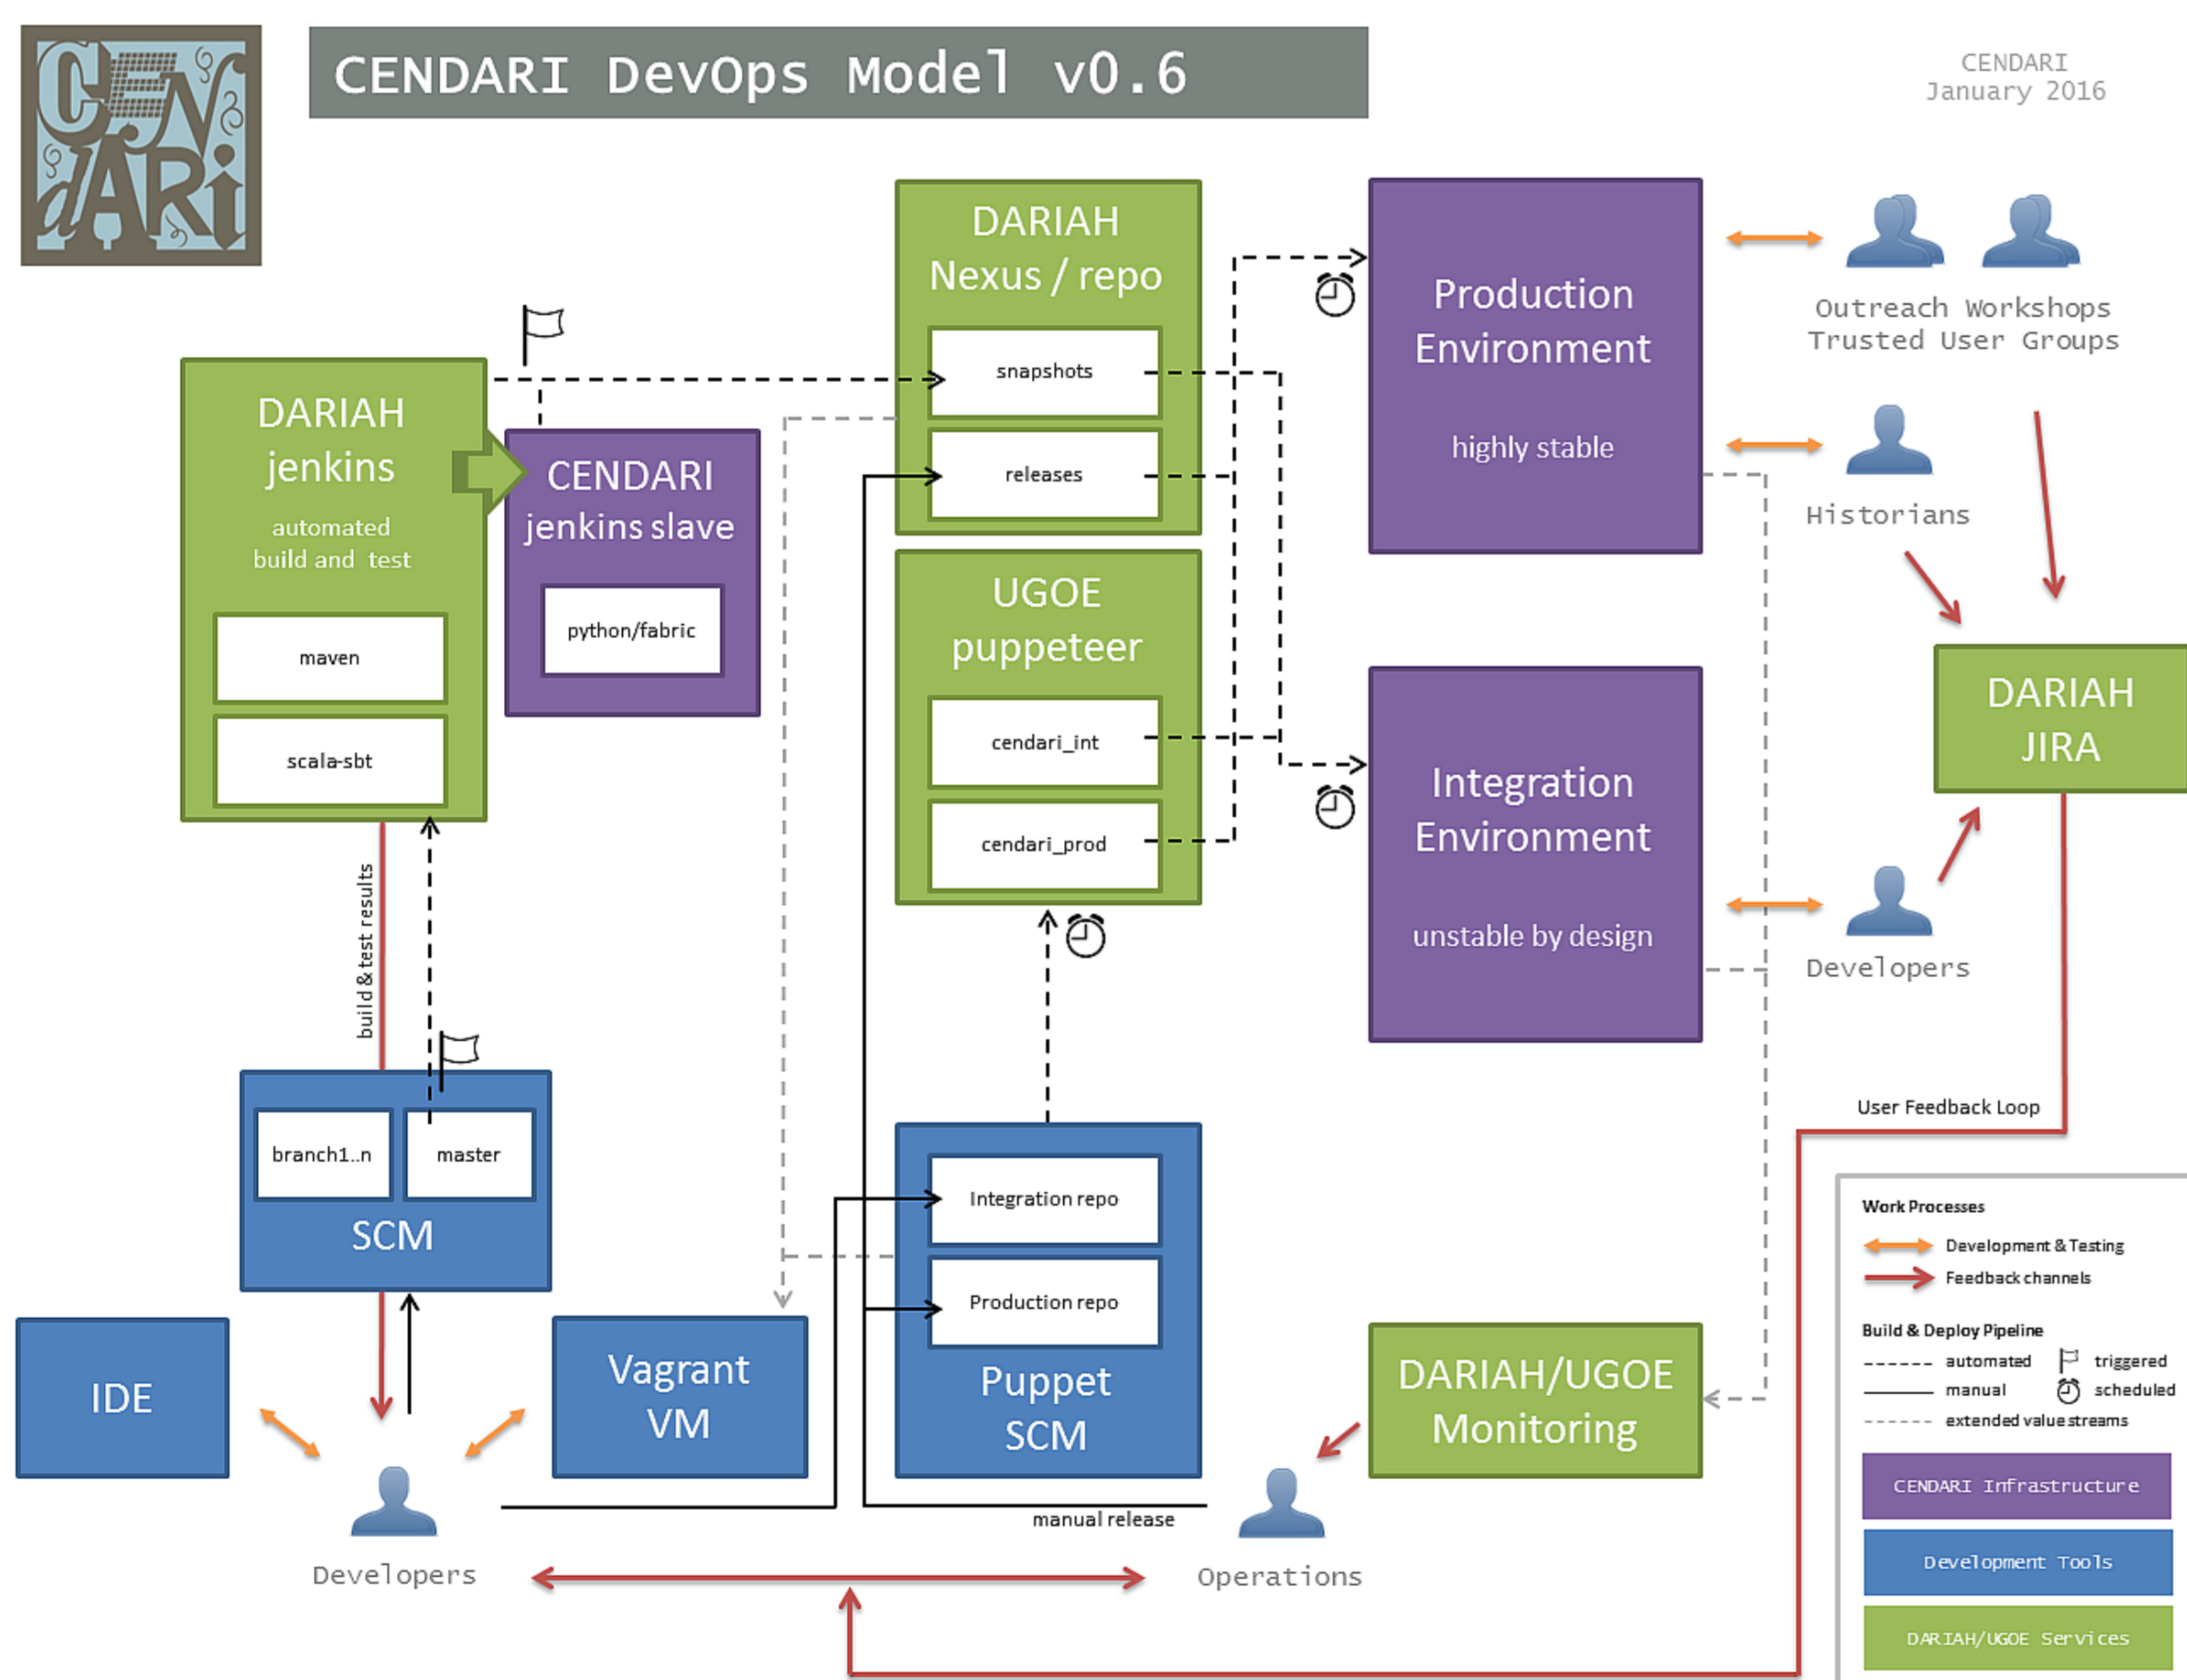 CENDARI
CENDARI DevOps Model v0.6
CENDARI
January 2016
DARIAH
Nexus / repo
snapshots
releases
Production
Environment
highly stable
Outreach Workshops
Trusted User Groups
Historians
DARIAH
jenkins
automated
build and test
maven
scala-sbt
CENDARI
jenkins slave
python/fabric
UGOE
puppeteer
cendari_int
cendari_prod
Integration
Environment
unstable by design
DARIAH
JIRA
Developers
build & test results
branch1..n
master
SCM
User Feedback Loop
Integration repo
Production repo
Puppet
SCM
IDE
Vagrant
VM
DARIAH/UGOE
Monitoring
manual release
Developers
Operations
Work Processes
Development & Testing
Feedback channels
Build & Deploy Pipeline
automated
triggered
manual
scheduled
extended value streams
CENDARI Infrastructure
Development Tools
DARIAH/UGOE Services